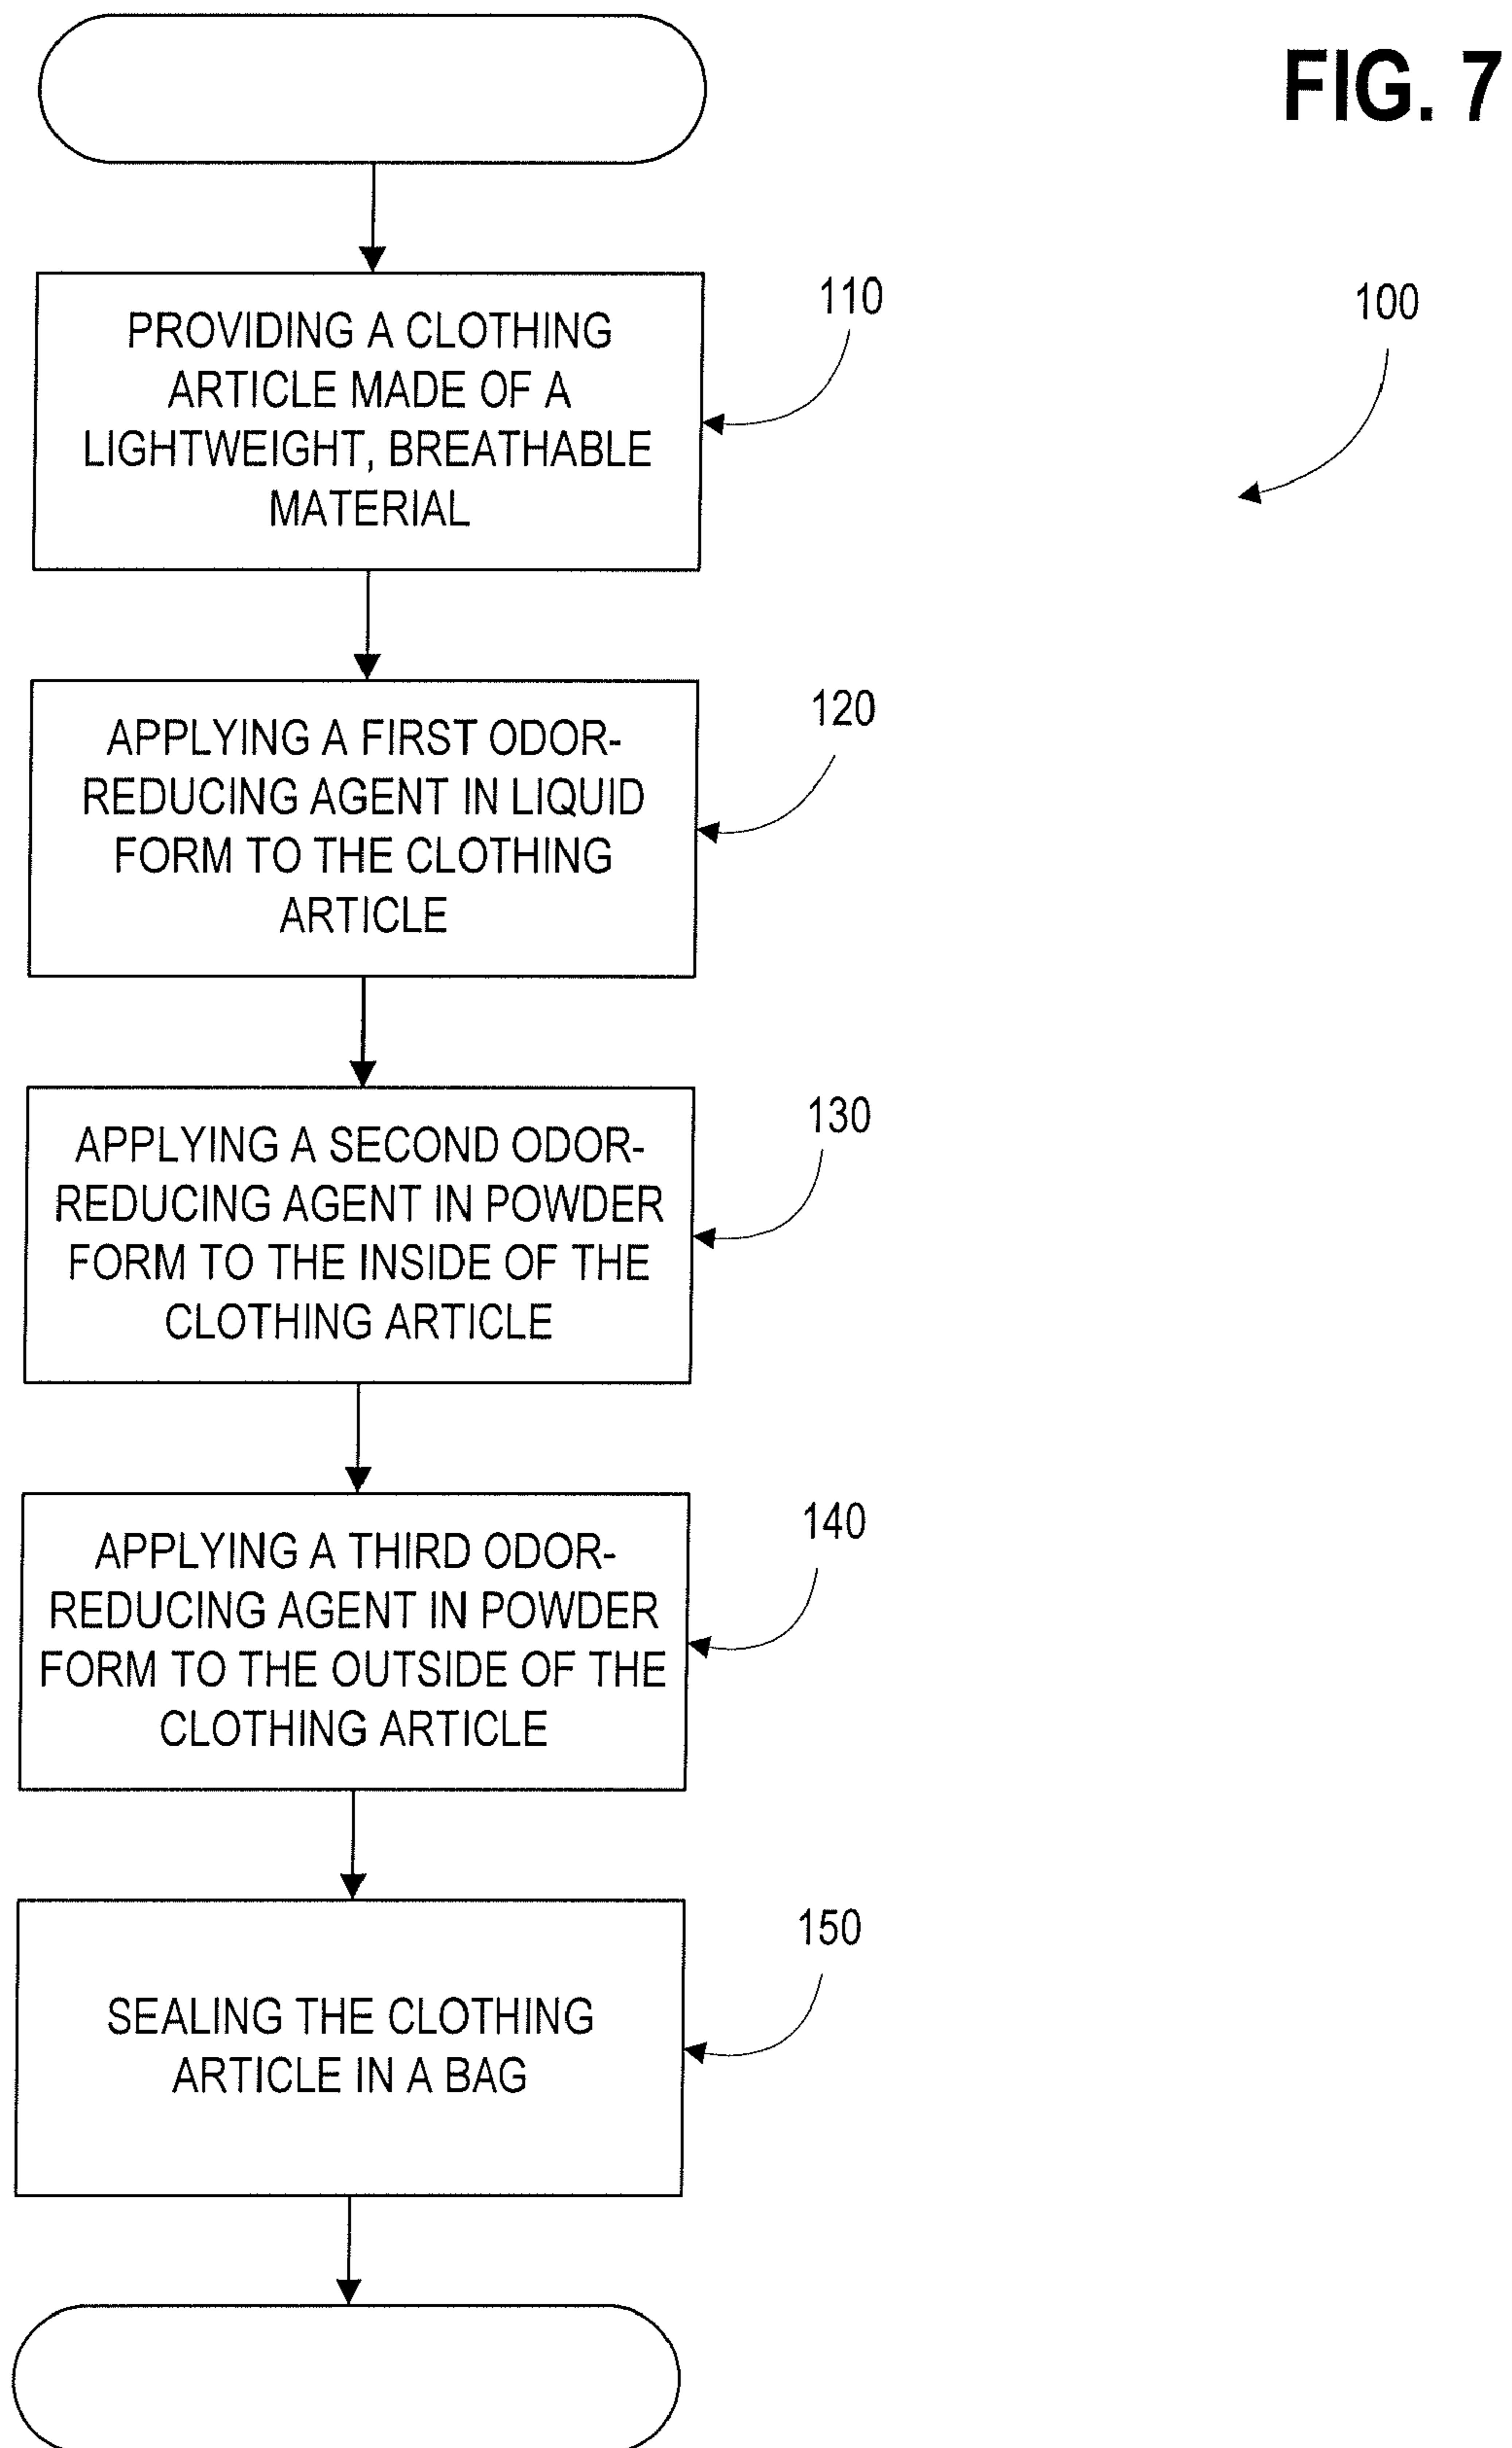 FIG. 7
100
PROVIDING A CLOTHING
ARTICLE MADE OF A
LIGHTWEIGHT, BREATHABLE
MATERIAL
110
APPLYING A FIRST ODOR-
REDUCING AGENT IN LIQUID
FORM TO THE CLOTHING
ARTICLE
120
APPLYING A SECOND ODOR-
REDUCING AGENT IN POWDER
FORM TO THE INSIDE OF THE
CLOTHING ARTICLE
130
APPLYING A THIRD ODOR-
REDUCING AGENT IN POWDER
FORM TO THE OUTSIDE OF THE
CLOTHING ARTICLE
140
SEALING THE CLOTHING
ARTICLE IN A BAG
150